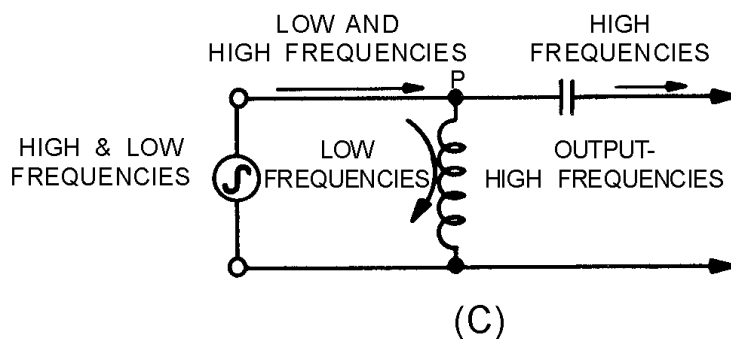 LOW AND
HIGH FREQUENCIES
HIGH
FREQUENCIES
P
HIGH & LOW
FREQUENCIES
LOW
FREQUENCIES
OUTPUT-
HIGH-FREQUENCIES
(C)